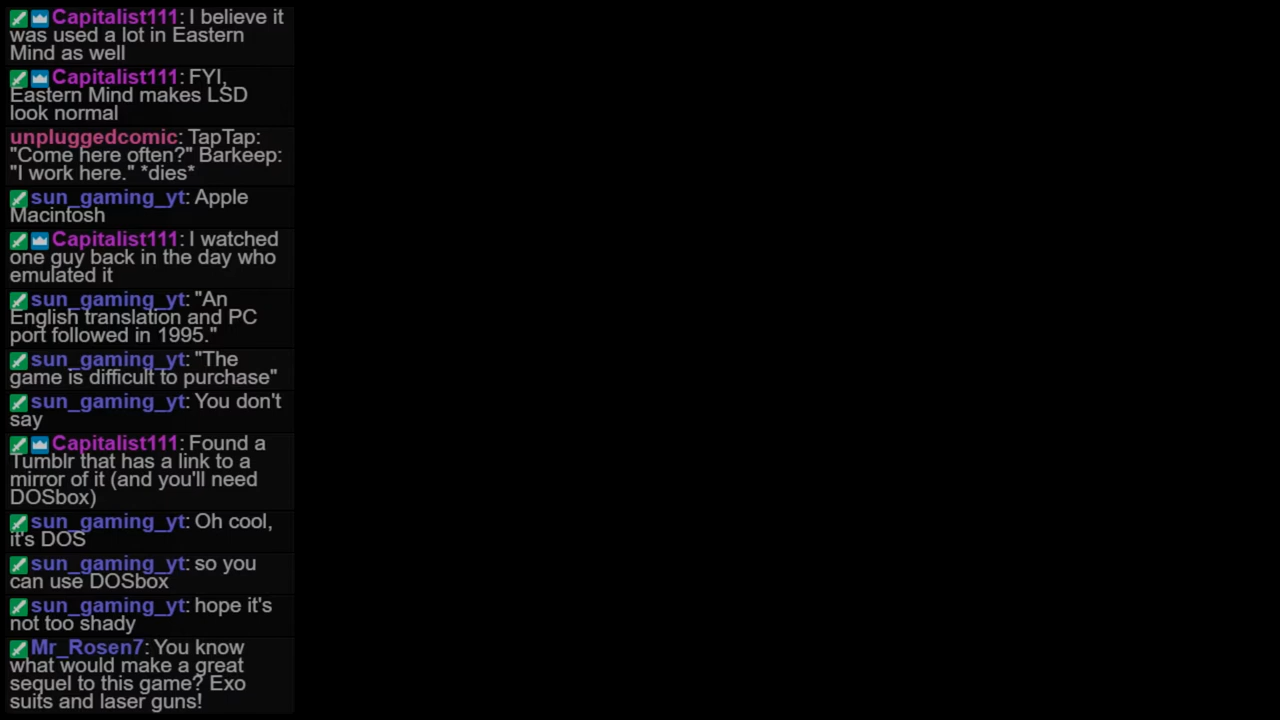 Capitalist111: I believe it
was used a lot in Eastern
Mind as well
Capitalist111: FYI,
Eastern Mind makes LSD
look normal
unpluggedcomic: TapTap:
"Come here often?" Barkeep:
"I work here." *dies*
sun_gaming_yt: Apple
Macintosh
Capitalist111: I watched
one guy back in the day who
emulated it
sun_gaming_yt: "An
English translation and PC
port followed in 1995."
sun_gaming_yt: "The
game is difficult to purchase"
sun_gaming_yt: You don't
say
Capitalist111: Found a
Tumblr that has a link to a
mirror of it (and you'll need
DOSbox)
sun_gaming_yt: Oh cool,
it's DOS
sun_gaming_yt: so you
can use DOSbox
sun_gaming_yt: hope it's
not too shady
Mr_Rosen7: You know
what would make a great
sequel to this game? Exo
suits and laser guns!